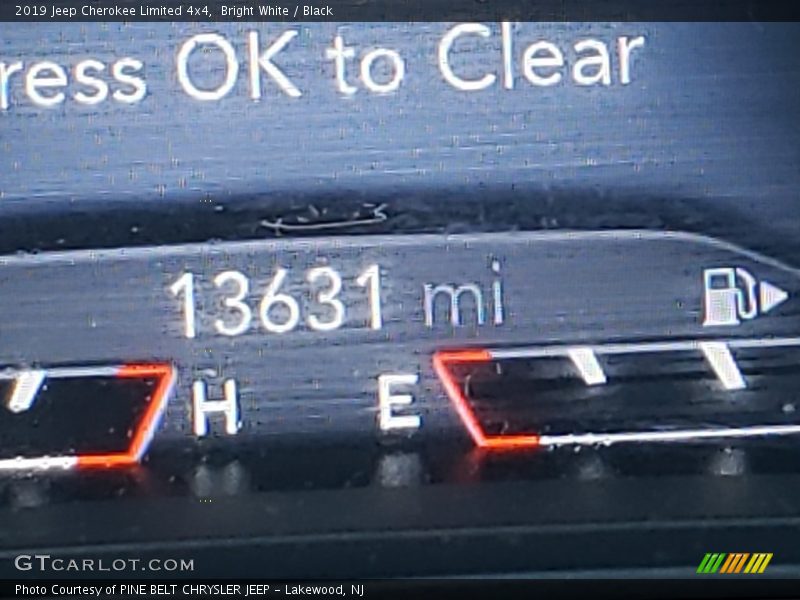 2019 Jeep Cherokee Limited 4x4,  Bright White / Black
ress OK to Clear
13631 mi
H E
GTCARLOT.COM
Photo Courtesy of PINE BELT CHRYSLER JEEP - Lakewood, NJ